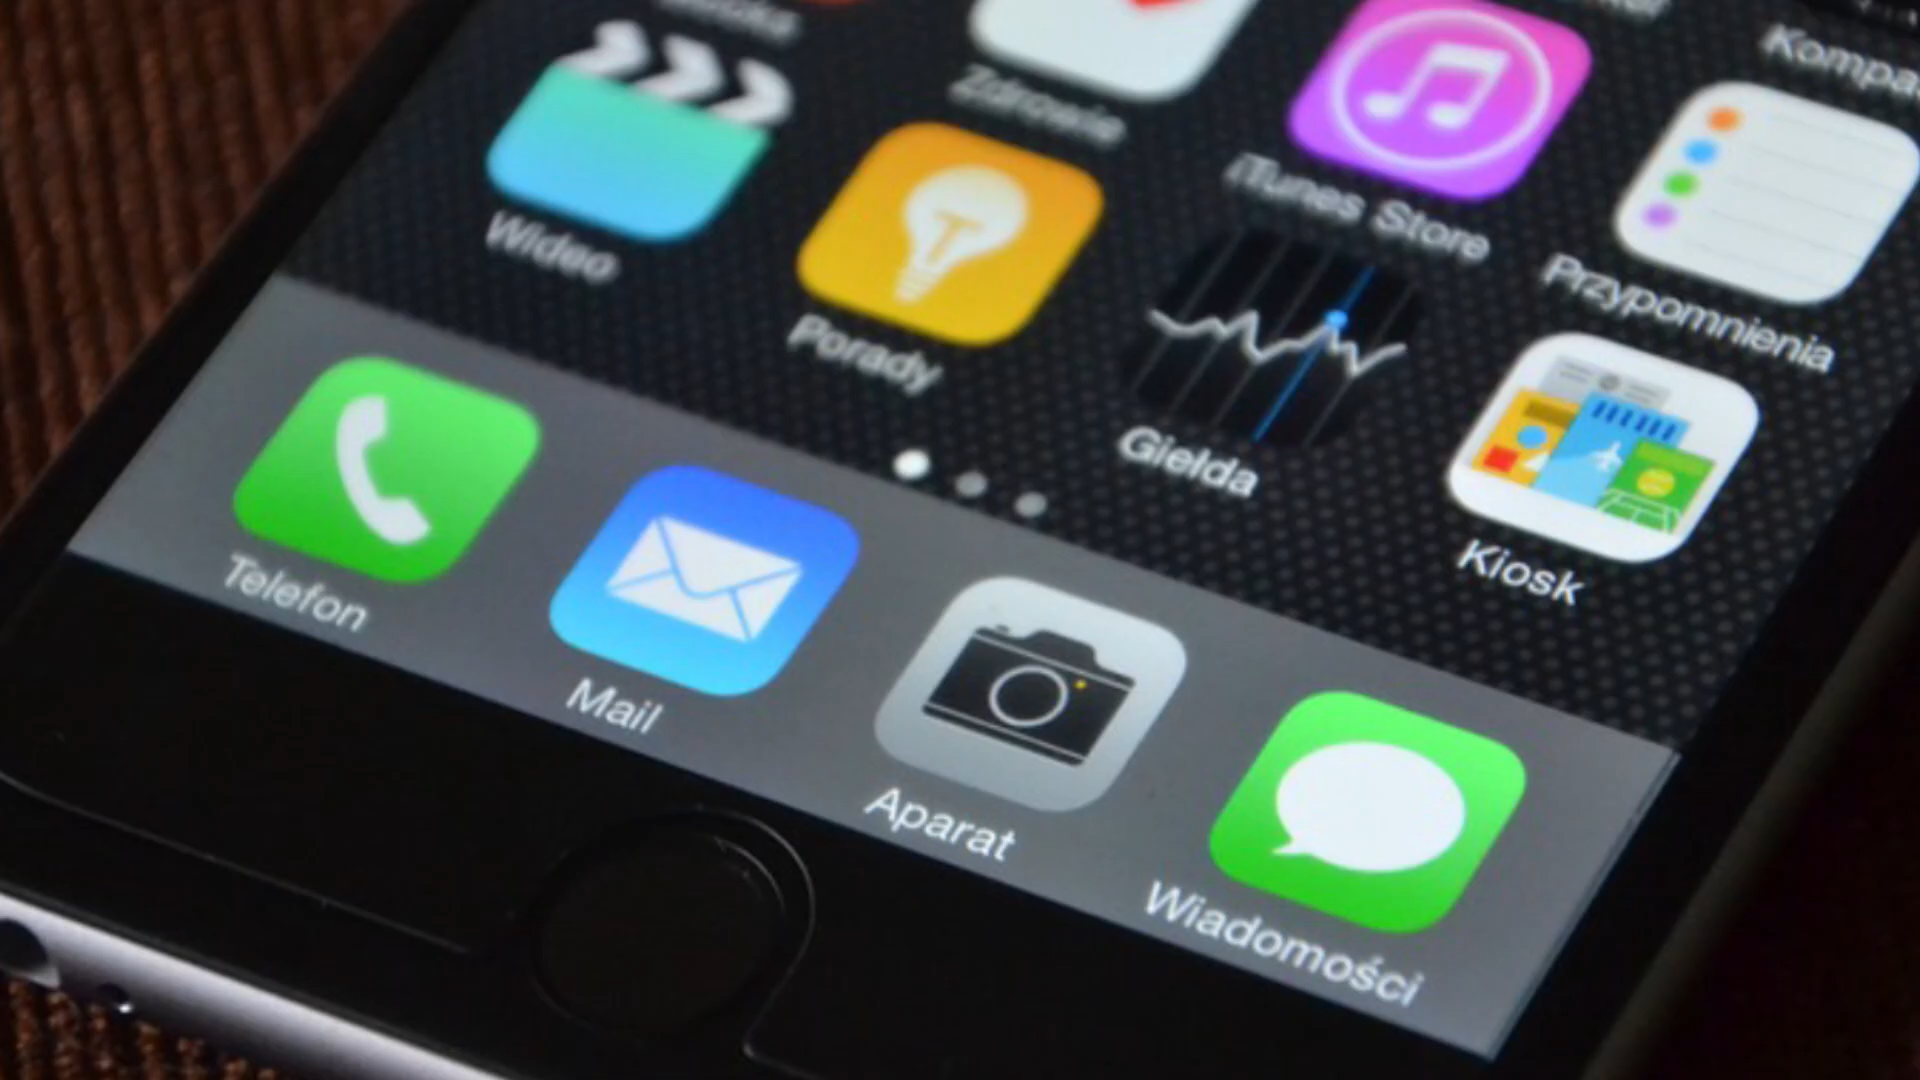 Zdrowie
iTunes Store
Kompa
Wideo
Porady
Giełda
Przypomnienia
Kiosk
Telefon
Mail
Aparat
Wiadomości